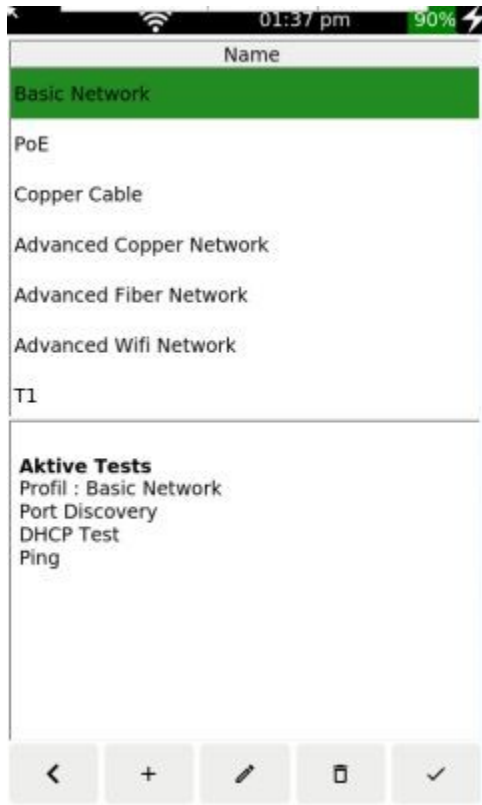 01:37 pm 90%
Name
Basic Network
PoE
Copper Cable
Advanced Copper Network
Advanced Fiber Network
Advanced Wifi Network
T1
Aktive Tests
Profil : Basic Network
Port Discovery
DHCP Test
Ping